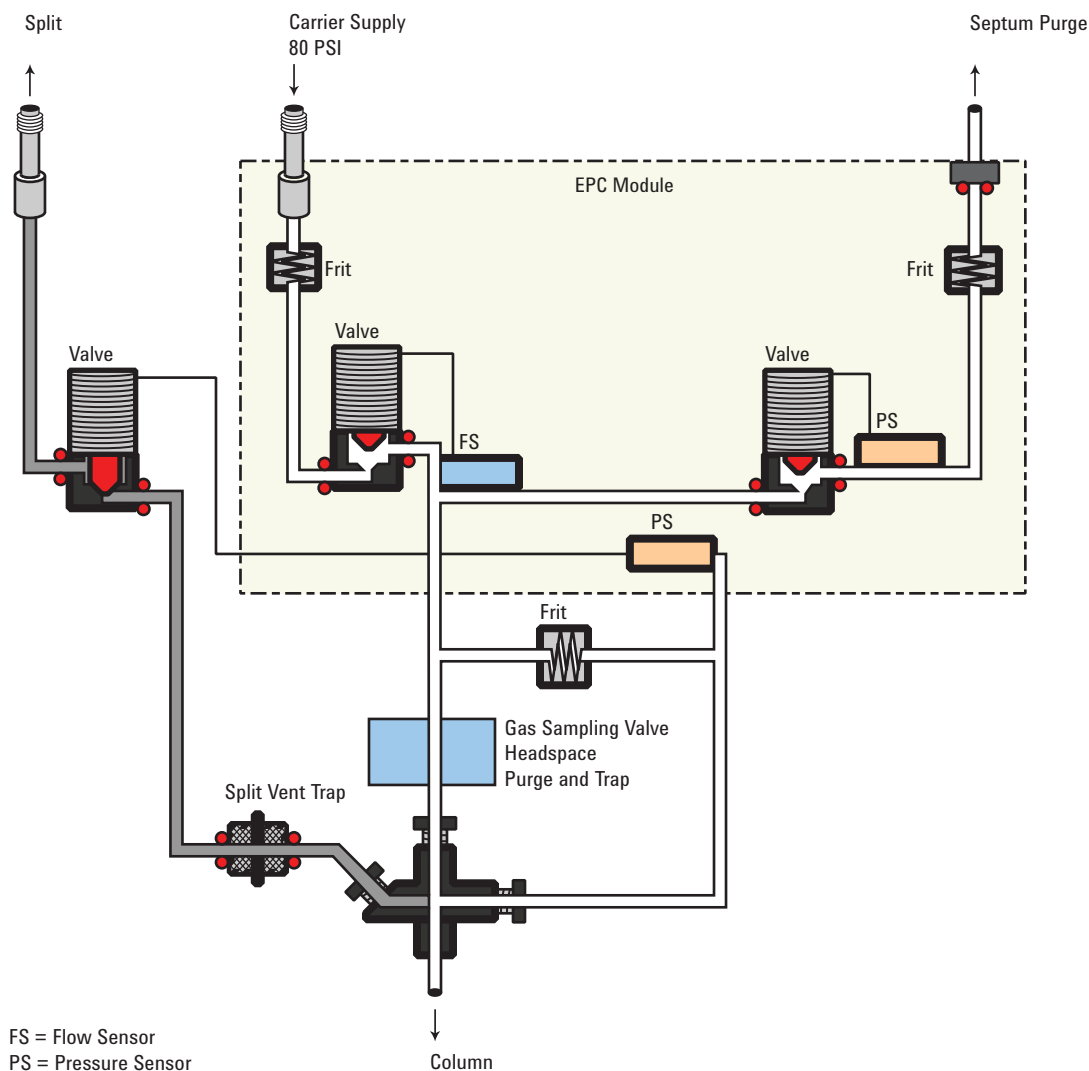 Split
Carrier Supply
80 PSI
Septum Purge
EPC Module
Frit
Frit
Valve
Valve
Valve
FS
PS
PS
Frit
Gas Sampling Valve
Headspace
Purge and Trap
Split Vent Trap
FS = Flow Sensor
PS = Pressure Sensor
Column